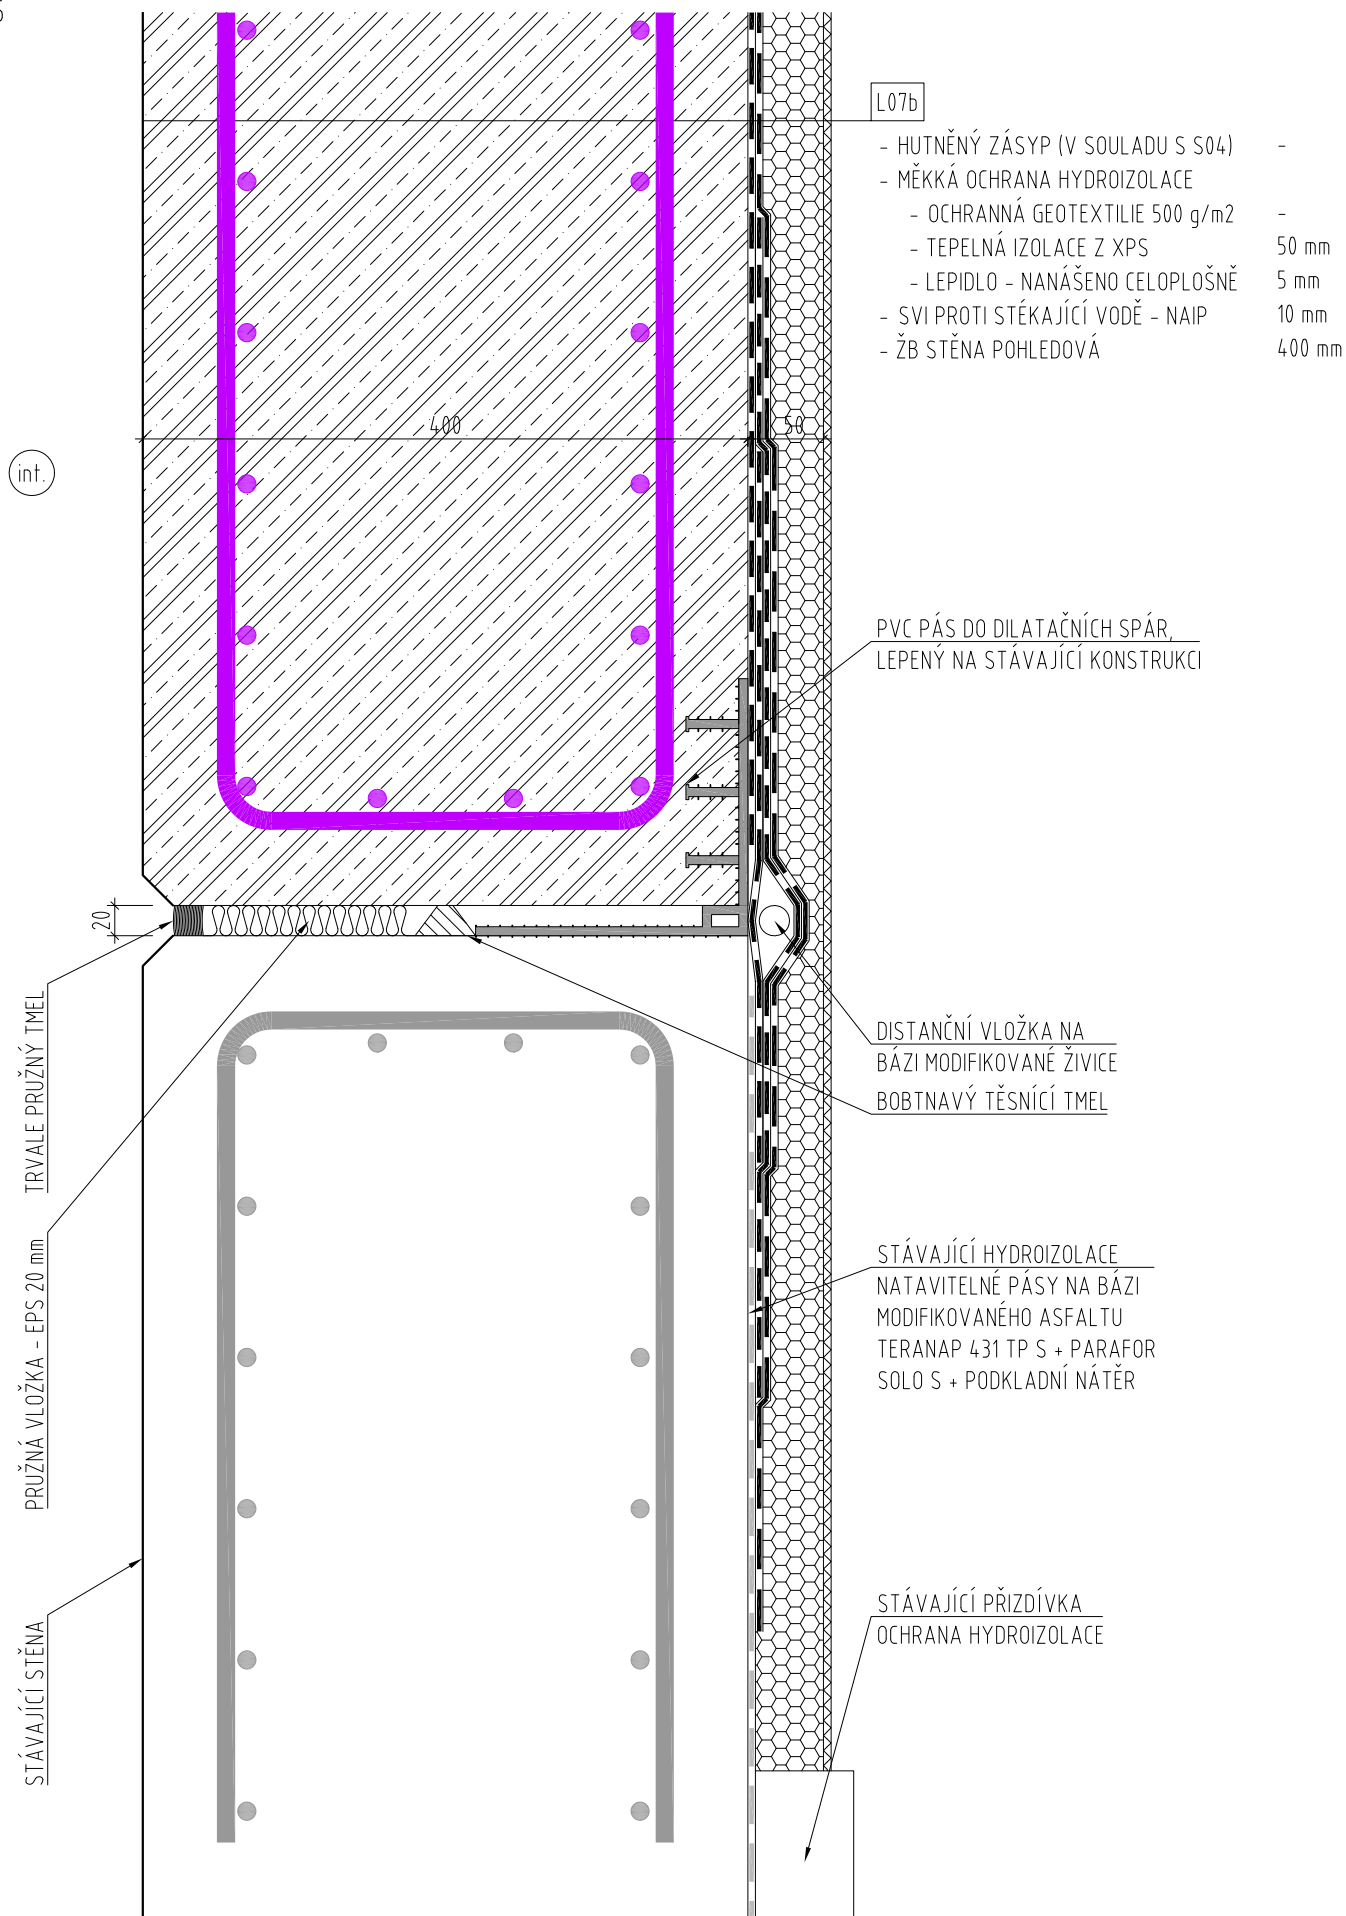 L07b
- HUTNĚNÝ ZÁSYP (V SOULADU S S04) -
- MĚKKÁ OCHRANA HYDROIZOLACE
- OCHRANNÁ GEOTEXTILIE 500 g/m2 -
- TEPELNÁ IZOLACE Z XPS 50 mm
- LEPIDLO - NANÁŠENO CELOPLOŠNĚ 5 mm
- SVI PROTI STÉKAJÍCÍ VODĚ - NAIP 10 mm
- ŽB STĚNA POHLEDOVÁ 400 mm
400
50
int.
PVC PÁS DO DILATAČNÍCH SPÁR,
LEPENÝ NA STÁVAJÍCÍ KONSTRUKCI
20
TRVALE PRUŽNÝ TMEL
DISTANČNÍ VLOŽKA NA
BÁZI MODIFIKOVANÉ ŽIVICE
BOBTNAVÝ TĚSNÍCÍ TMEL
PRUŽNÁ VLOŽKA - EPS 20 mm
STÁVAJÍCÍ HYDROIZOLACE
NATAVITELNÉ PÁSY NA BÁZI
MODIFIKOVANÉHO ASFALTU
TERANAP 431 TP S + PARAFOR
SOLO S + PODKLADNÍ NÁTĚR
STÁVAJÍCÍ STĚNA
STÁVAJÍCÍ PŘIZDÍVKA
OCHRANA HYDROIZOLACE